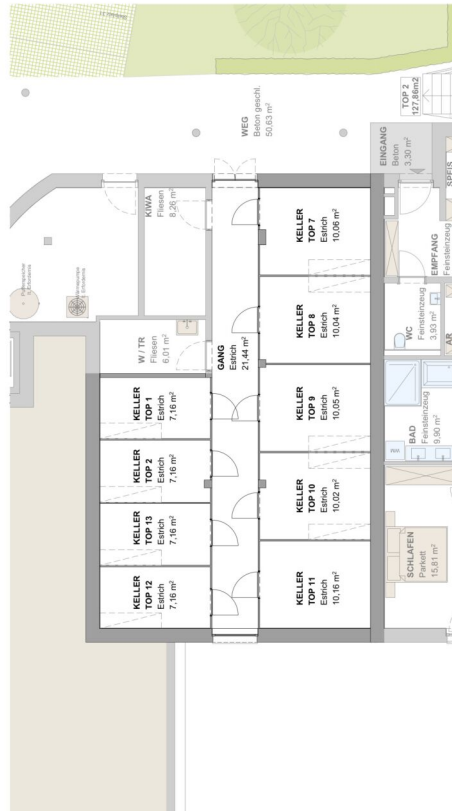 WEG
Beton geschl.
50,63 m²
TOP 2
127,86m2
EINGANG
Beton
3,30 m²
SPEIS
KIWA
Fliesen
8,26 m²
W / TR
Fliesen
6,01 m²
GANG
Estrich
21,44 m²
KELLER
TOP 1
Estrich
7,16 m²
KELLER
TOP 2
Estrich
7,16 m²
KELLER
TOP 13
Estrich
7,16 m²
KELLER
TOP 12
Estrich
7,16 m²
KELLER
TOP 7
Estrich
10,06 m²
KELLER
TOP 8
Estrich
10,04 m²
KELLER
TOP 9
Estrich
10,05 m²
KELLER
TOP 10
Estrich
10,02 m²
KELLER
TOP 11
Estrich
10,16 m²
EMPFANG
Feinsteinzeug
WC
Feinsteinzeug
3,93 m²
AR
BAD
Feinsteinzeug
9,90 m²
SCHLAFEN
Parkett
15,81 m²